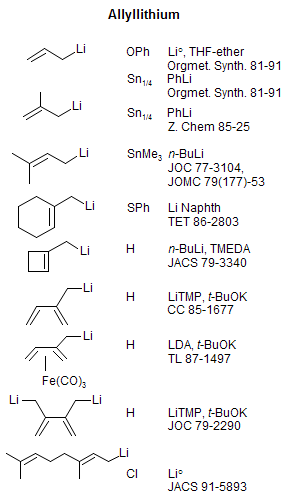 Allyllithium
Li OPh Li°, THF-ether
Orgmet. Synth. 81-91
Sn1/4 PhLi
Orgmet. Synth. 81-91
Li Sn1/4 PhLi
Z. Chem 85-25
Li SnMe3 n-BuLi
JOC 77-3104,
JOMC 79(177)-53
Li SPh Li Naphth
TET 86-2803
Li H n-BuLi, TMEDA
JACS 79-3340
Li H LiTMP, t-BuOK
CC 85-1677
Li H LDA, t-BuOK
TL 87-1497
Fe(CO)3
Li Li H LiTMP, t-BuOK
JOC 79-2290
Li Cl Li°
JACS 91-5893